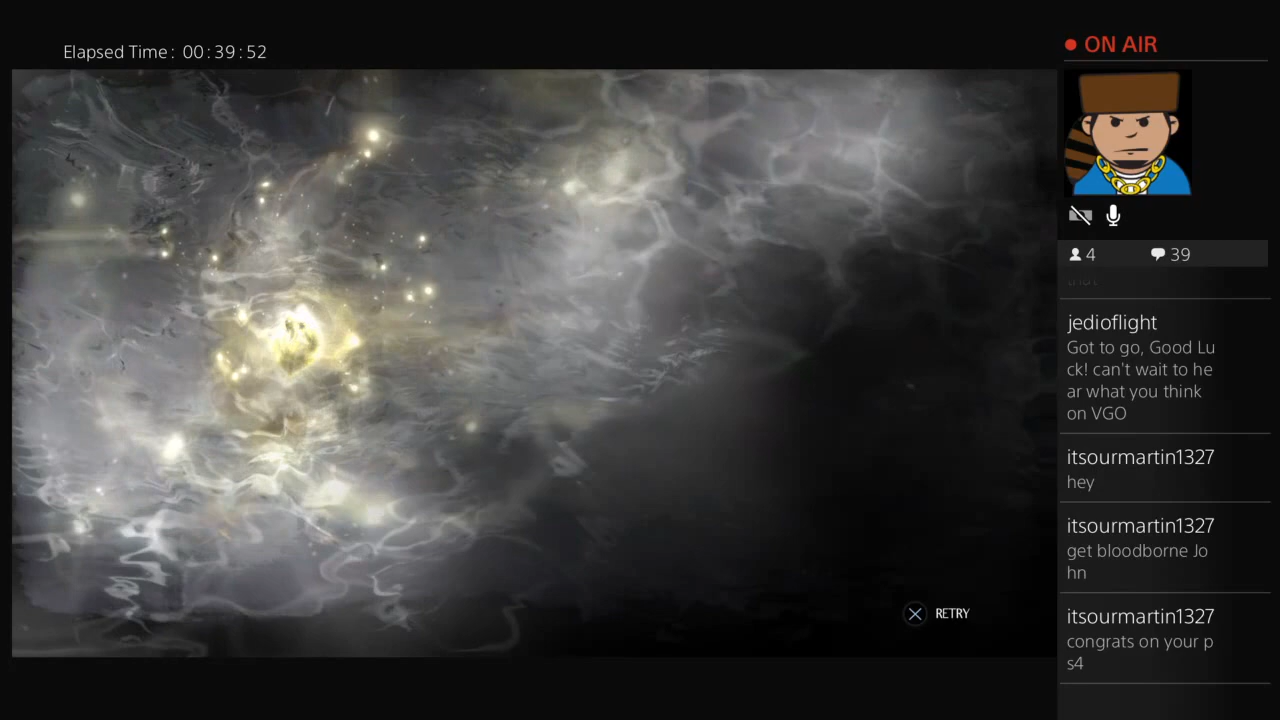 Elapsed Time: 00:39:52
ON AIR
4
39
jedioflight
Got to go, Good Lu
ck! can't wait to he
ar what you think
on VGO
itsourmartin1327
hey
itsourmartin1327
get bloodborne Jo
hn
itsourmartin1327
congrats on your p
s4
RETRY